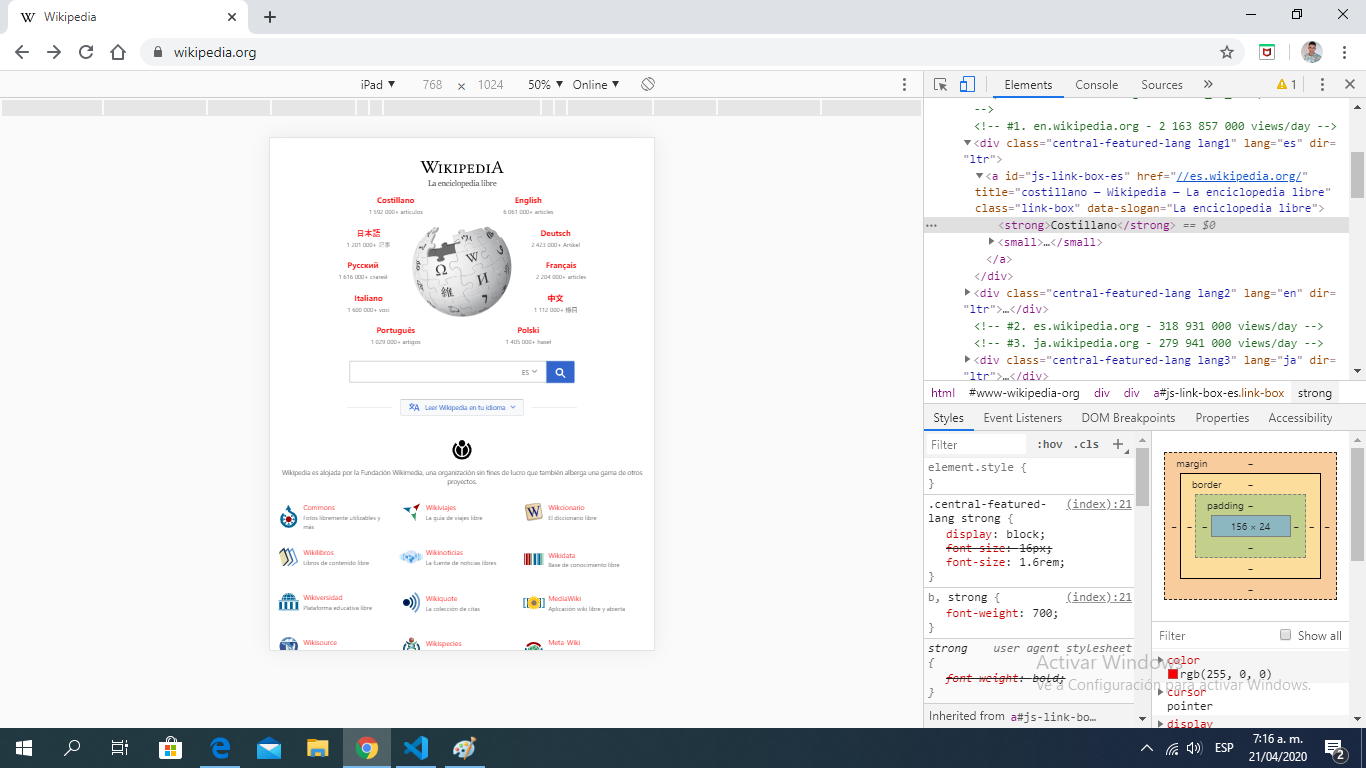 Wikipedia
wikipedia.org
iPad
768 × 1024
50%
Online
Elements
Console
Sources
1
WIKIPEDIA
La enciclopedia libre
Costillano
1 592 000+ artículos
English
6 061 000+ articles
日本語
1 201 000+ 記事
Deutsch
2 423 000+ Artikel
Русский
1 616 000+ статей
Français
2 204 000+ articles
Italiano
1 600 000+ voci
中文
1 112 000+ 條目
Português
1 029 000+ artigos
Polski
1 405 000+ haseł
ES
Leer Wikipedia en tu idioma
Wikipedia es alojada por la Fundación Wikimedia, una organización sin fines de lucro que también alberga una gama de otros
proyectos.
Commons
Fotos libremente utilizables y
más
Wikiviajes
La guía de viajes libre
Wikcionario
El diccionario libre
Wikilibros
Libros de contenido libre
Wikinoticias
La fuente de noticias libres
Wikidata
Base de conocimiento libre
Wikiversidad
Plataforma educativa libre
Wikiquote
La colección de citas
MediaWiki
Aplicación wiki libre y abierta
Wikisource
Wikispecies
Meta-Wiki
-->
<!-- #1. en.wikipedia.org - 2 163 857 000 views/day -->
<div class="central-featured-lang lang1" lang="es" dir=
"ltr">
<a id="js-link-box-es" href="//es.wikipedia.org/"
title="costillano — Wikipedia — La enciclopedia libre"
class="link-box" data-slogan="La enciclopedia libre">
<strong>Costillano</strong> == $0
<small>…</small>
</a>
</div>
<div class="central-featured-lang lang2" lang="en" dir=
"ltr">…</div>
<!-- #2. es.wikipedia.org - 318 931 000 views/day -->
<!-- #3. ja.wikipedia.org - 279 941 000 views/day -->
<div class="central-featured-lang lang3" lang="ja" dir=
"ltr">…</div>
html #www-wikipedia-org div div a#js-link-box-es.link-box strong
Styles
Event Listeners
DOM Breakpoints
Properties
Accessibility
Filter
:hov .cls +
element.style {
}
.central-featured-
lang strong {
(index):21
display: block;
font-size: 16px;
font-size: 1.6rem;
}
b, strong {
(index):21
font-weight: 700;
}
strong user agent stylesheet
{
font-weight: bold;
}
Inherited from a#js-link-bo…
margin –
border –
padding –
– – – 156 × 24 – – –
–
–
–
Filter
Show all
color
rgb(255, 0, 0)
cursor
pointer
display
Activar Windows
Ve a Configuración para activar Windows.
ESP
7:16 a. m.
21/04/2020
2